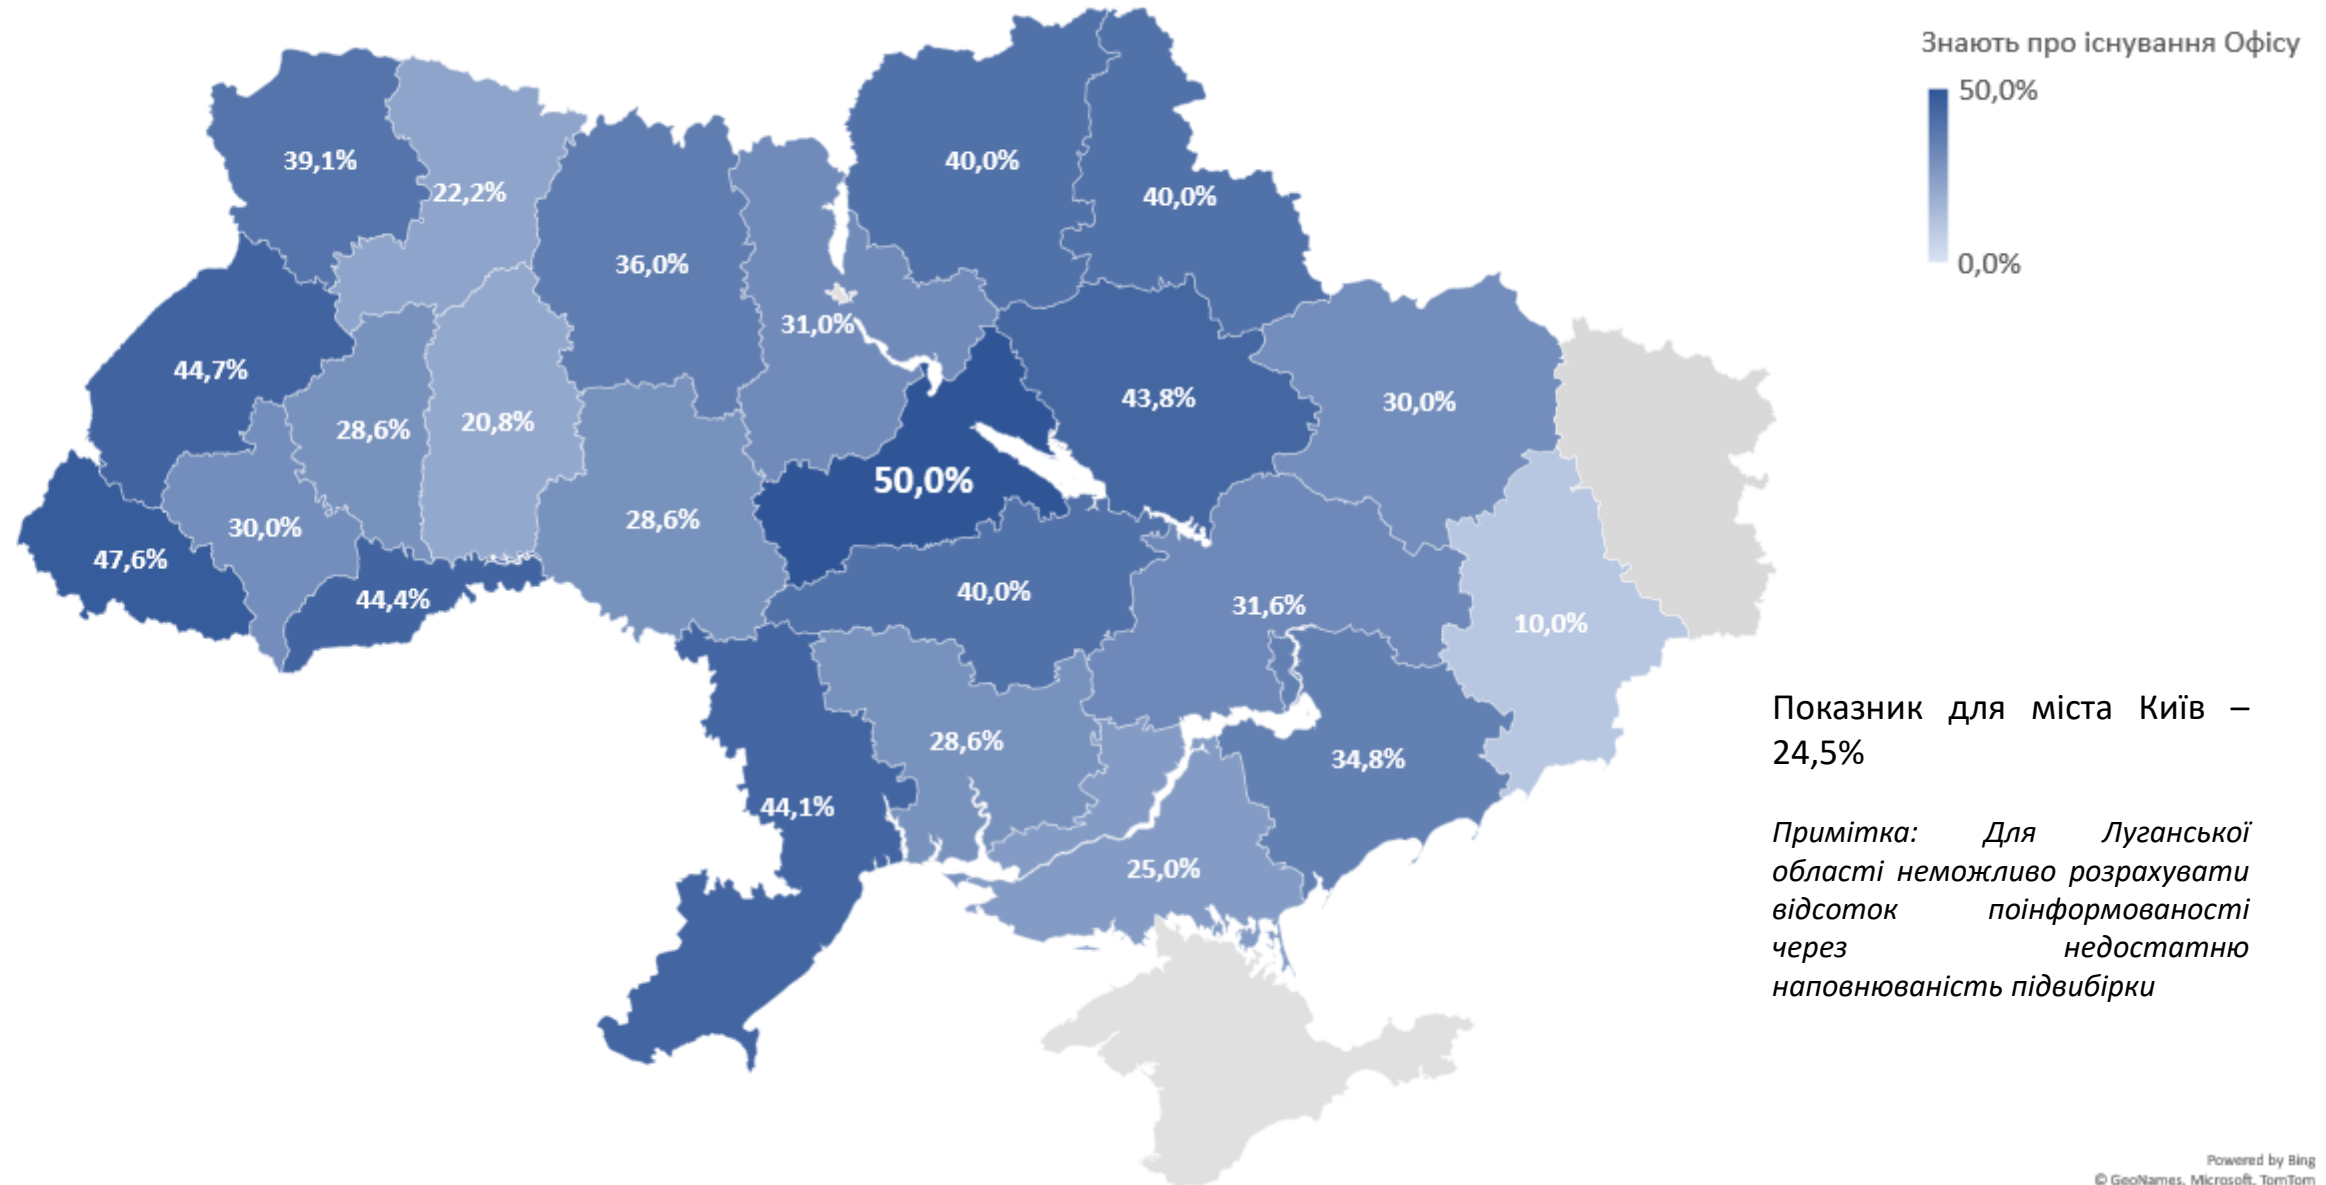 Знають про існування Офісу
50,0%
0,0%
39,1%
22,2%
40,0%
40,0%
36,0%
31,0%
44,7%
43,8%
30,0%
28,6%
20,8%
50,0%
28,6%
30,0%
47,6%
44,4%
40,0%
31,6%
10,0%
28,6%
34,8%
44,1%
25,0%
Показник для міста Київ –
24,5%
Примітка: Для Луганської
області неможливо розрахувати
відсоток поінформованості
через недостатню
наповнюваність підвибірки
Powered by Bing
© GeoNames, Microsoft, TomTom